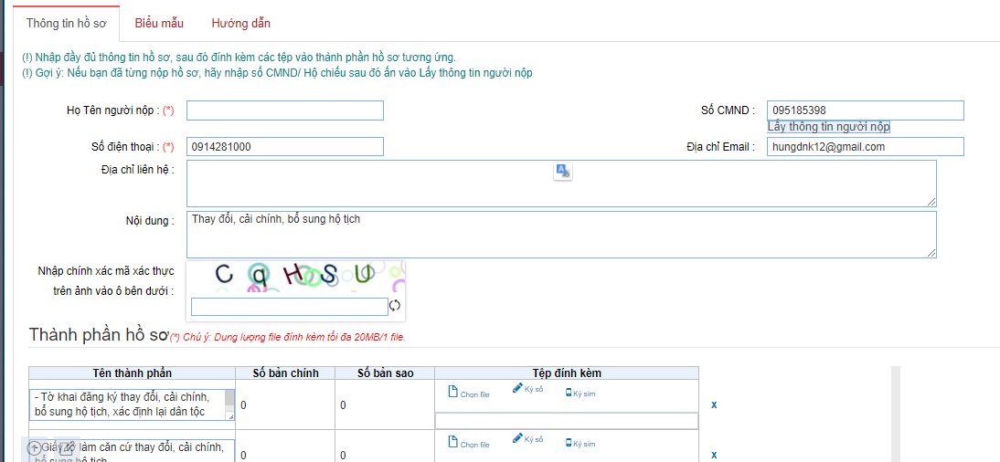 Thông tin hồ sơ Biểu mẫu Hướng dẫn
(!) Nhập đầy đủ thông tin hồ sơ, sau đó đính kèm các tệp vào thành phần hồ sơ tương ứng.
(!) Gợi ý: Nếu bạn đã từng nộp hồ sơ, hãy nhập số CMND/ Hộ chiếu sau đó ấn vào Lấy thông tin người nộp
Họ Tên người nộp : (*) Số CMND : 095185398
Lấy thông tin người nộp
Số điện thoại : (*) 0914281000 Địa chỉ Email : hungdnk12@gmail.com
Địa chỉ liên hệ :
Nội dung : Thay đổi, cải chính, bổ sung hộ tịch
Nhập chính xác mã xác thực
trên ảnh vào ô bên dưới :
C q H S U
Thành phần hồ sơ (*) Chú ý: Dung lượng file đính kèm tối đa 20MB/1 file.
Tên thành phần Số bản chính Số bản sao Tệp đính kèm
- Tờ khai đăng ký thay đổi, cải chính,
bổ sung hộ tịch, xác định lại dân tộc
0 0 Chọn file Ký số Ký sim x
Giấy tờ làm căn cứ thay đổi, cải chính,
bổ sung hộ tịch
0 0 Chọn file Ký số Ký sim x